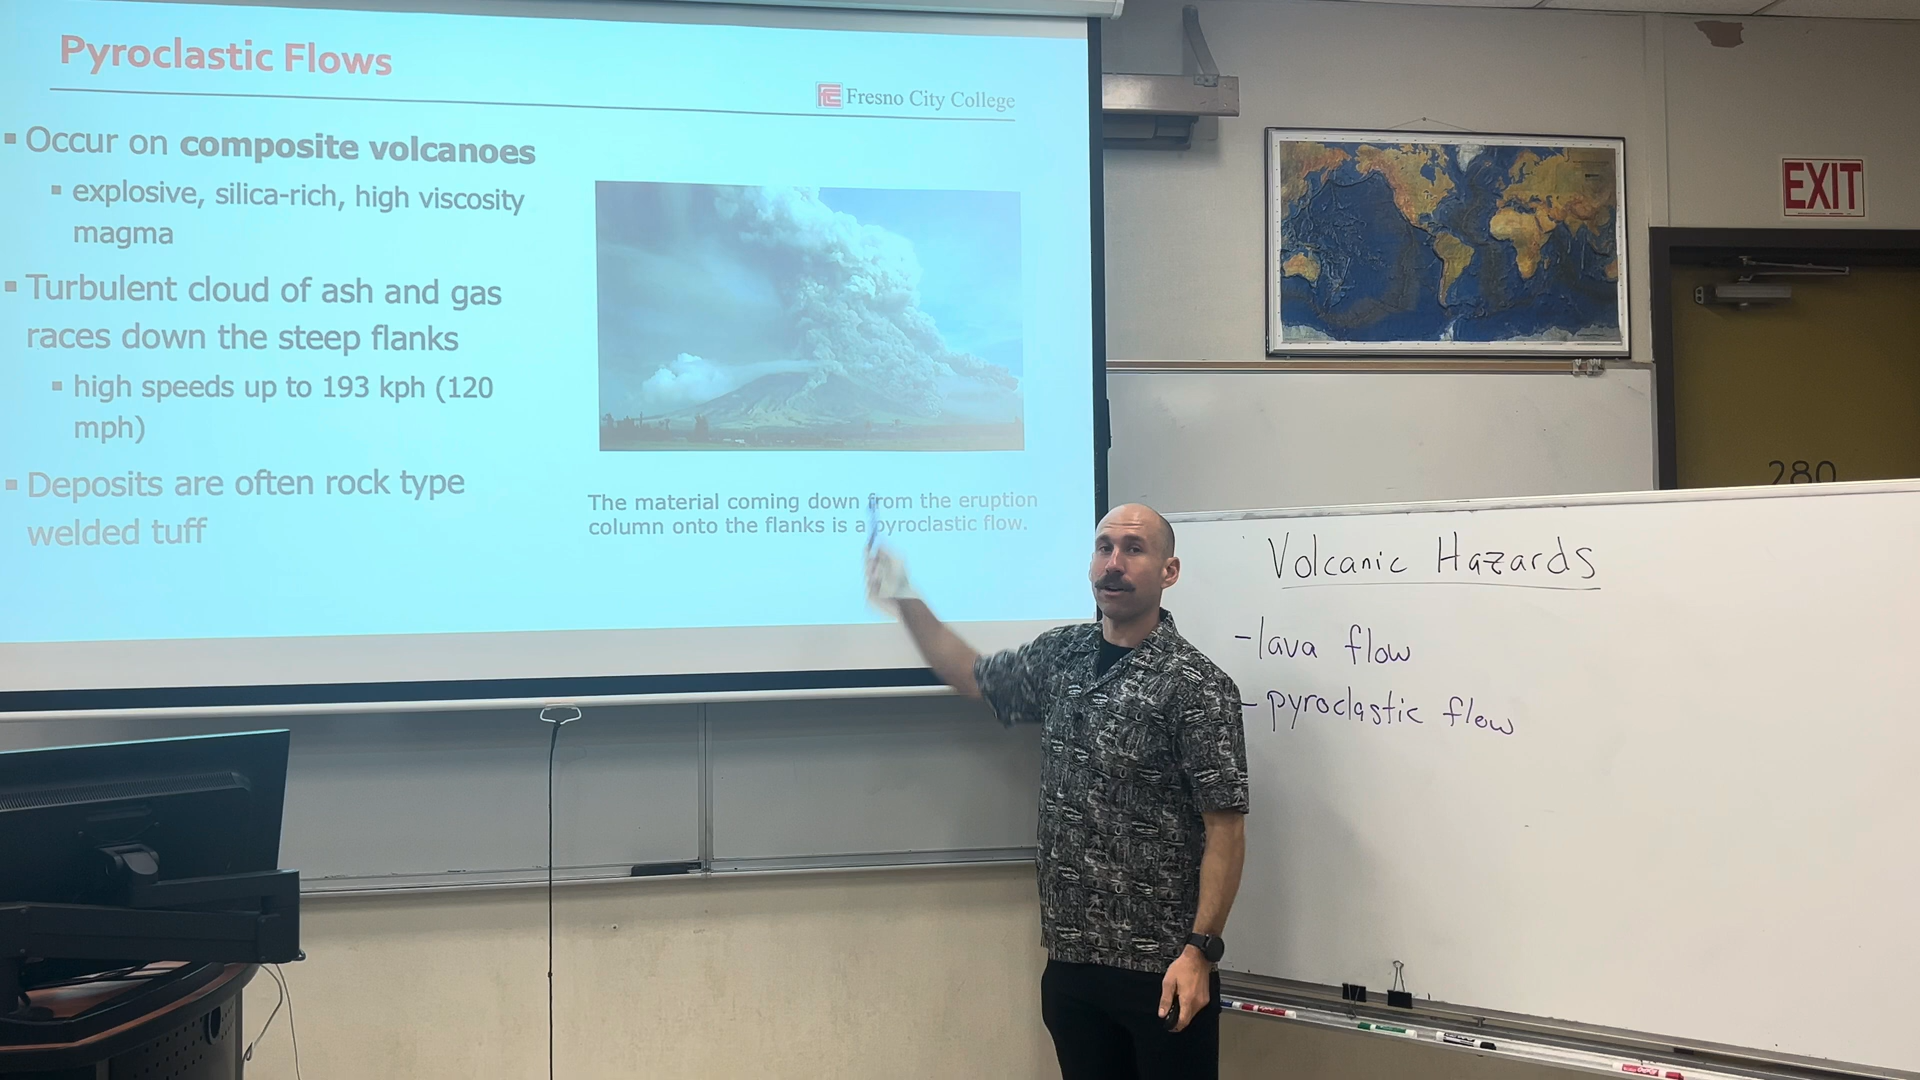 Pyroclastic Flows
Fresno City College
▪ Occur on composite volcanoes
▪ explosive, silica-rich, high viscosity
magma
▪ Turbulent cloud of ash and gas
races down the steep flanks
▪ high speeds up to 193 kph (120
mph)
▪ Deposits are often rock type
welded tuff
The material coming down from the eruption
column onto the flanks is a pyroclastic flow.
EXIT
280
Volcanic Hazards
- lava flow
- pyroclastic flow